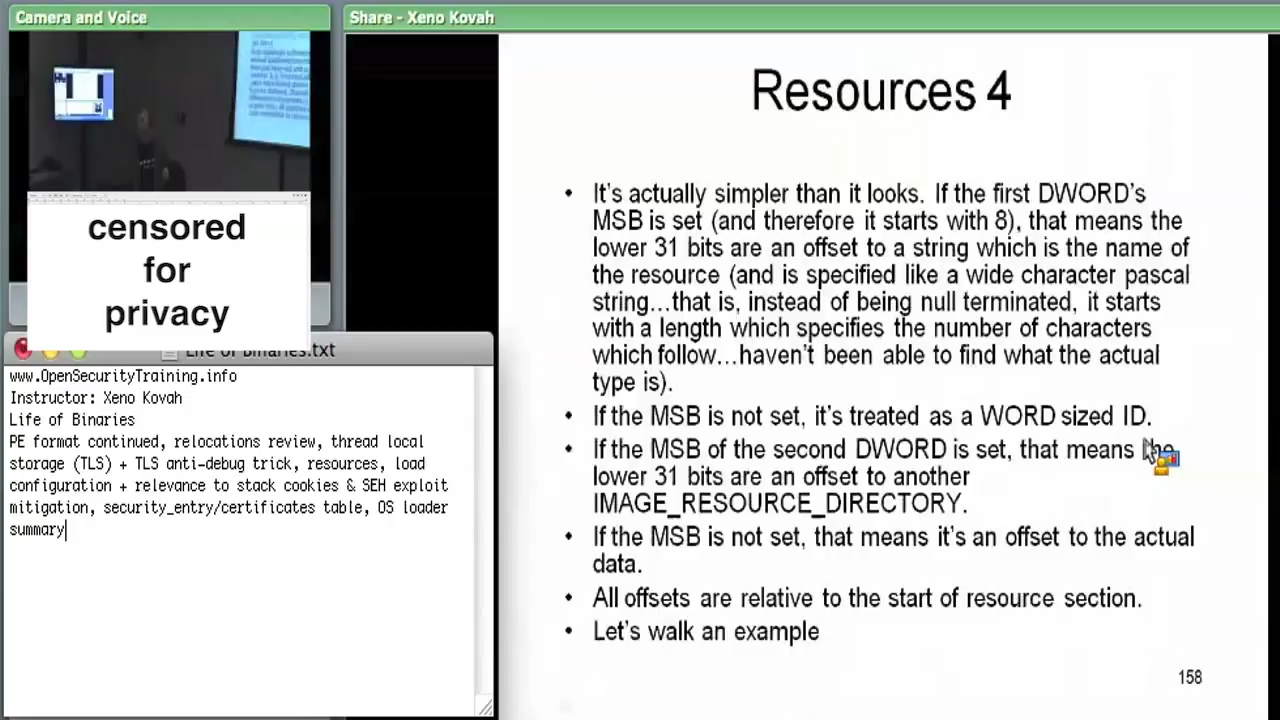 Camera and Voice
Share - Xeno Kovah
censored
for
privacy
Life of Binaries.txt
www.OpenSecurityTraining.info
Instructor: Xeno Kovah
Life of Binaries
PE format continued, relocations review, thread local
storage (TLS) + TLS anti-debug trick, resources, load
configuration + relevance to stack cookies & SEH exploit
mitigation, security_entry/certificates table, OS loader
summary
Resources 4
• It's actually simpler than it looks. If the first DWORD's
MSB is set (and therefore it starts with 8), that means the
lower 31 bits are an offset to a string which is the name of
the resource (and is specified like a wide character pascal
string...that is, instead of being null terminated, it starts
with a length which specifies the number of characters
which follow...haven't been able to find what the actual
type is).
• If the MSB is not set, it's treated as a WORD sized ID.
• If the MSB of the second DWORD is set, that means the
lower 31 bits are an offset to another
IMAGE_RESOURCE_DIRECTORY.
• If the MSB is not set, that means it's an offset to the actual
data.
• All offsets are relative to the start of resource section.
• Let's walk an example
158